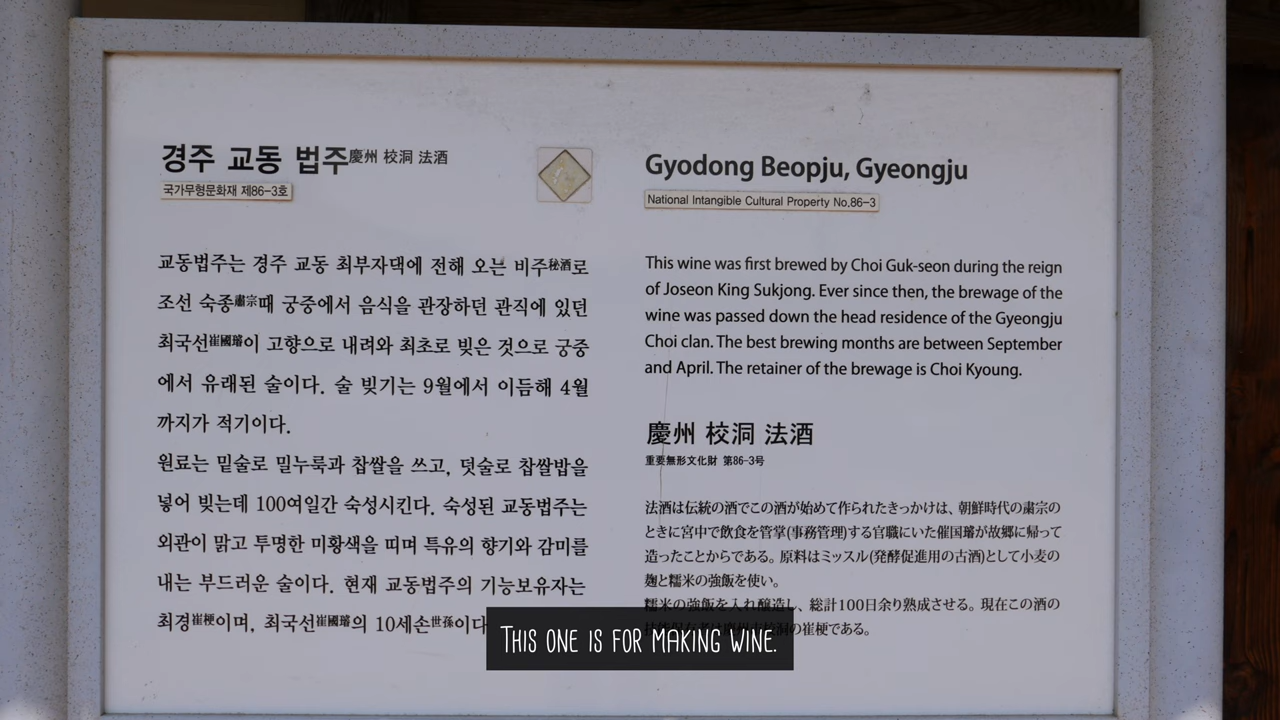 경주 교동 법주慶州 校洞 法酒
국가무형문화재 제86-3호
교동법주는 경주 교동 최부자댁에 전해 오는 비주秘酒로
조선 숙종肅宗때 궁중에서 음식을 관장하던 관직에 있던
최국선崔國璿이 고향으로 내려와 최초로 빚은 것으로 궁중
에서 유래된 술이다. 술 빚기는 9월에서 이듬해 4월
까지가 적기이다.
원료는 밑술로 밀누룩과 찹쌀을 쓰고, 덧술로 찹쌀밥을
넣어 빚는데 100여일간 숙성시킨다. 숙성된 교동법주는
외관이 맑고 투명한 미황색을 띠며 특유의 향기와 감미를
내는 부드러운 술이다. 현재 교동법주의 기능보유자는
최경崔梗이며, 최국선崔國璿의 10세손世孫이다
Gyodong Beopju, Gyeongju
National Intangible Cultural Property No.86-3
This wine was first brewed by Choi Guk-seon during the reign
of Joseon King Sukjong. Ever since then, the brewage of the
wine was passed down the head residence of the Gyeongju
Choi clan. The best brewing months are between September
and April. The retainer of the brewage is Choi Kyoung.
慶州 校洞 法酒
重要無形文化財 第86-3号
法酒は伝統の酒でこの酒が始めて作られたきっかけは、朝鮮時代の粛宗の
ときに宮中で飲食を管掌(事務管理)する官職にいた催国璿が故郷に帰って
造ったことからである。原料はミッスル(発酵促進用の古酒)として小麦の
麹と糯米の強飯を使い。
糯米の強飯を入れ醸造し、総計100日余り熟成させる。現在この酒の
の崔梗である。
THIS ONE IS FOR MAKING WINE.